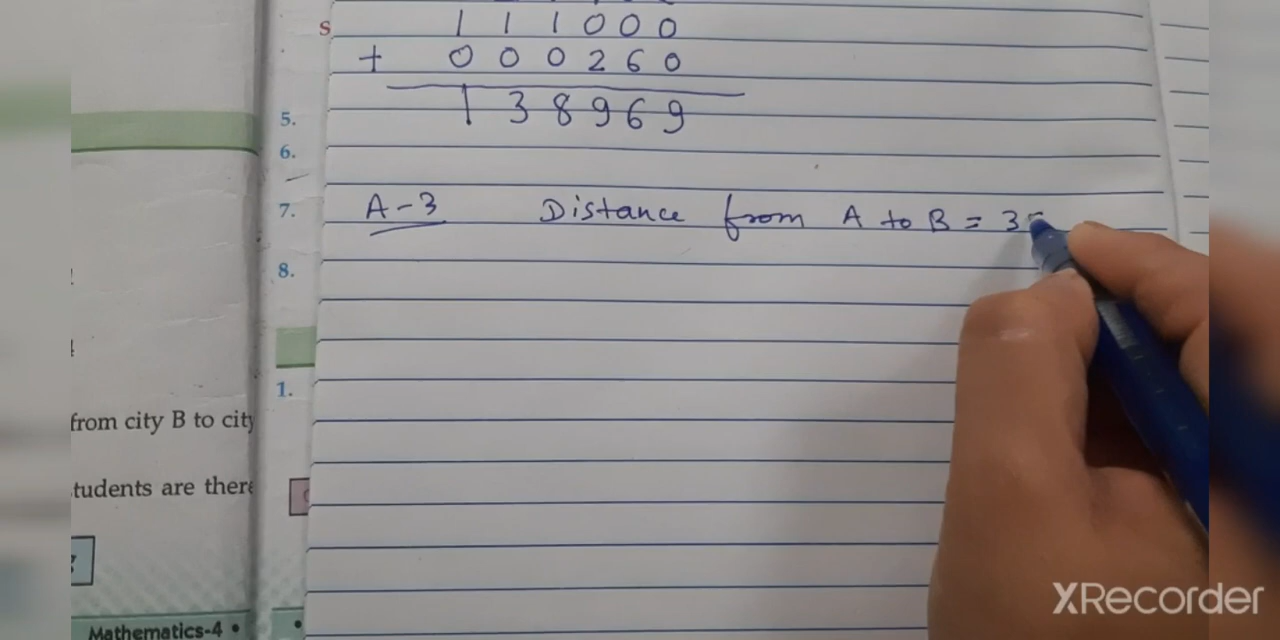 S
1 1 1 0 0 0
+ 0 0 0 2 6 0
1 3 8 9 6 9
5.
6.
7.
A-3 Distance from A to B = 3
8.
1.
from city B to city
tudents are there
Mathematics-4 •
XRecorder